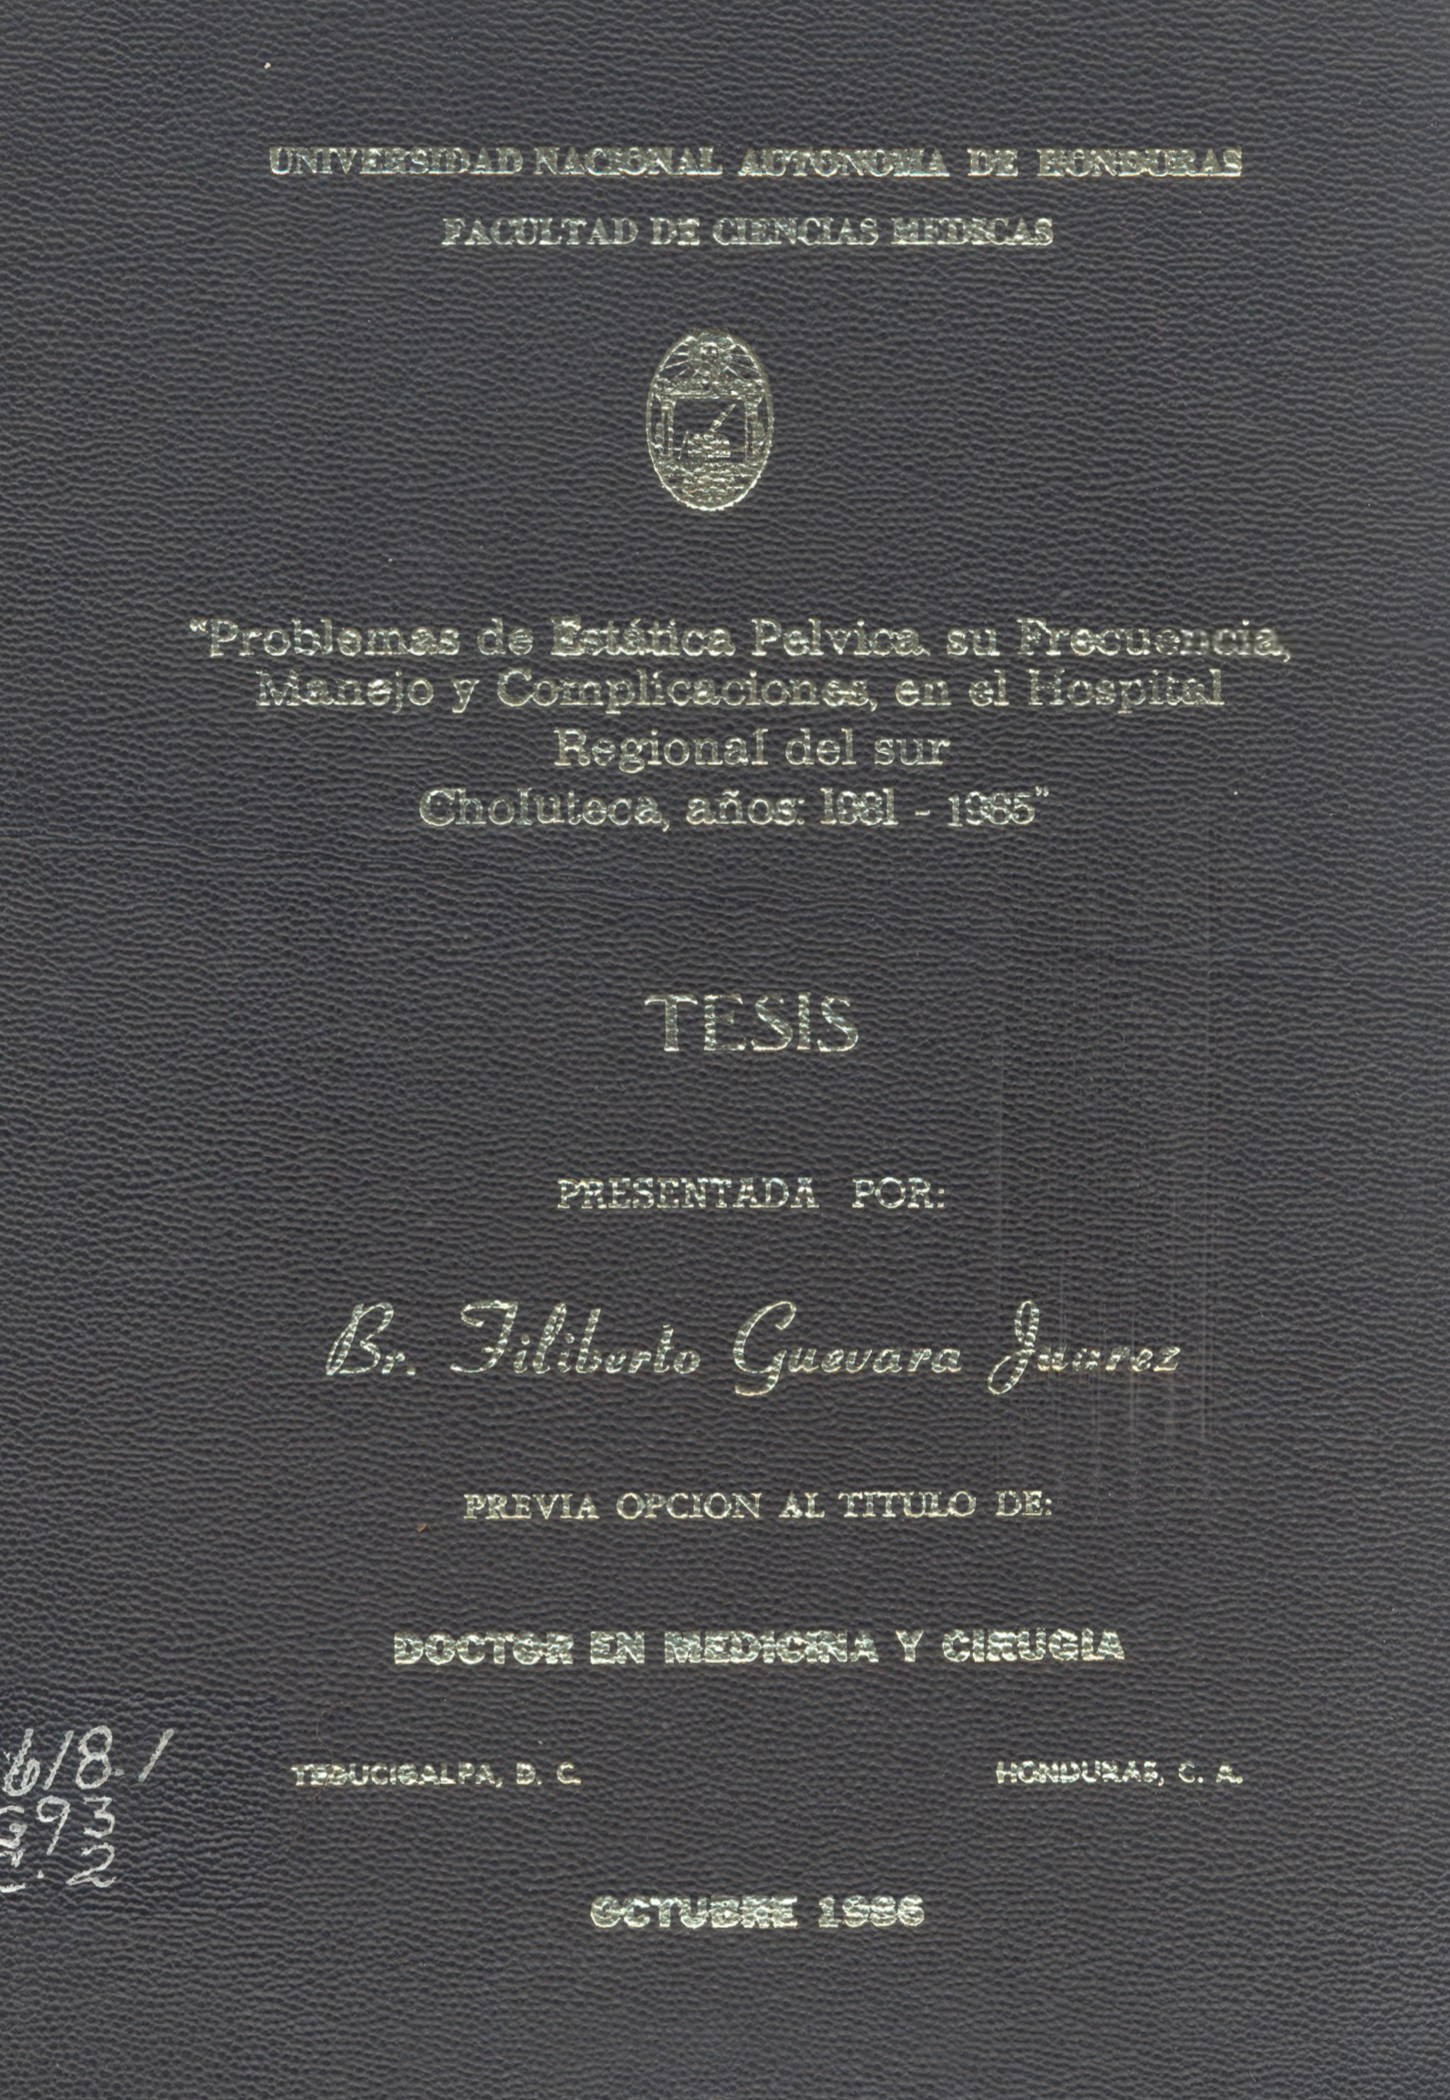 UNIVERSIDAD NACIONAL AUTONOMA DE HONDURAS
FACULTAD DE CIENCIAS MEDICAS
"Problemas de Estática Pelvica su Frecuencia,
Manejo y Complicaciones, en el Hospital
Regional del sur
Choluteca, años: 1981 - 1985"
TESIS
PRESENTADA POR:
Br. Filiberto Guevara Juarez
PREVIA OPCION AL TITULO DE:
DOCTOR EN MEDICINA Y CIRUGIA
TEGUCIGALPA, D. C. HONDURAS, C. A.
618.1
G93
2
OCTUBRE 1986